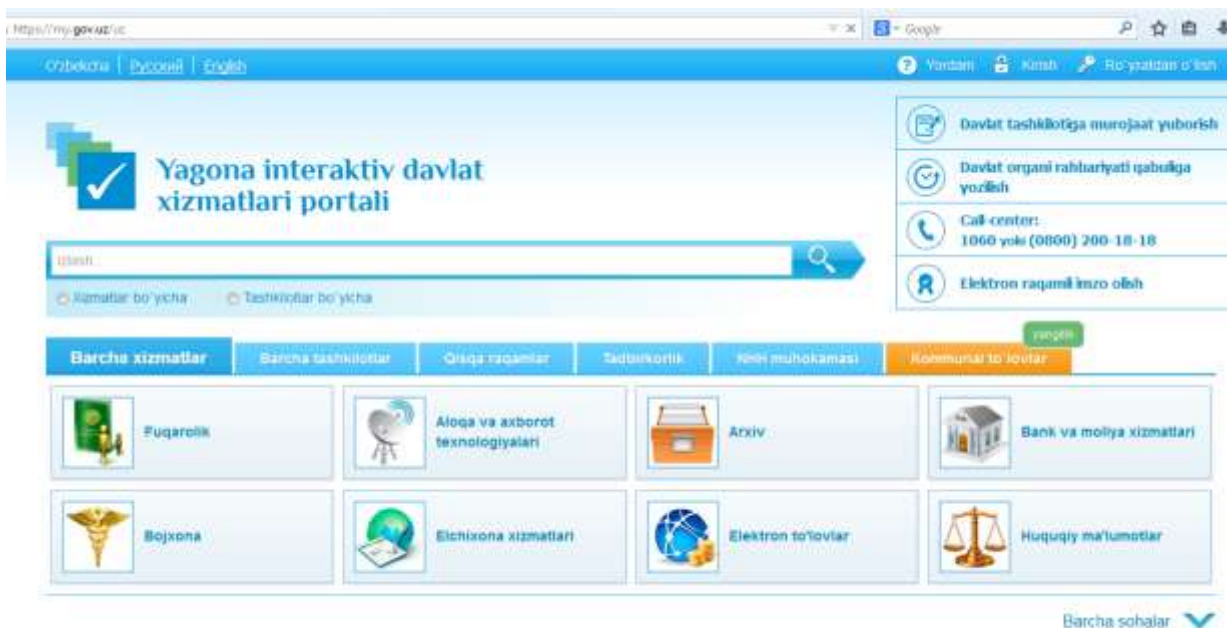 https://my.gov.uz/uz
Google
O'zbekcha | Русский | English
Yordam Kirish Ro'yxatdan o'tish
Yagona interaktiv davlat
xizmatlari portali
Davlat tashkilotiga murojaat yuborish
Davlat organi rahbariyati qabuliga
yozilish
Call-center:
1060 yoki (0800) 200-18-18
Elektron raqamli imzo olish
Izlash...
Xizmatlar bo'yicha Tashkilotlar bo'yicha
yangilik
Barcha xizmatlar Barcha tashkilotlar Qisqa raqamlar Tadbirkorlik NHH muhokamasi Kommunal to'lovlar
Fuqarolik
Aloqa va axborot
texnologiyalari
Arxiv
Bank va moliya xizmatlari
Bojxona
Elchixona xizmatlari
Elektron to'lovlar
Huquqiy ma'lumotlar
Barcha sohalar